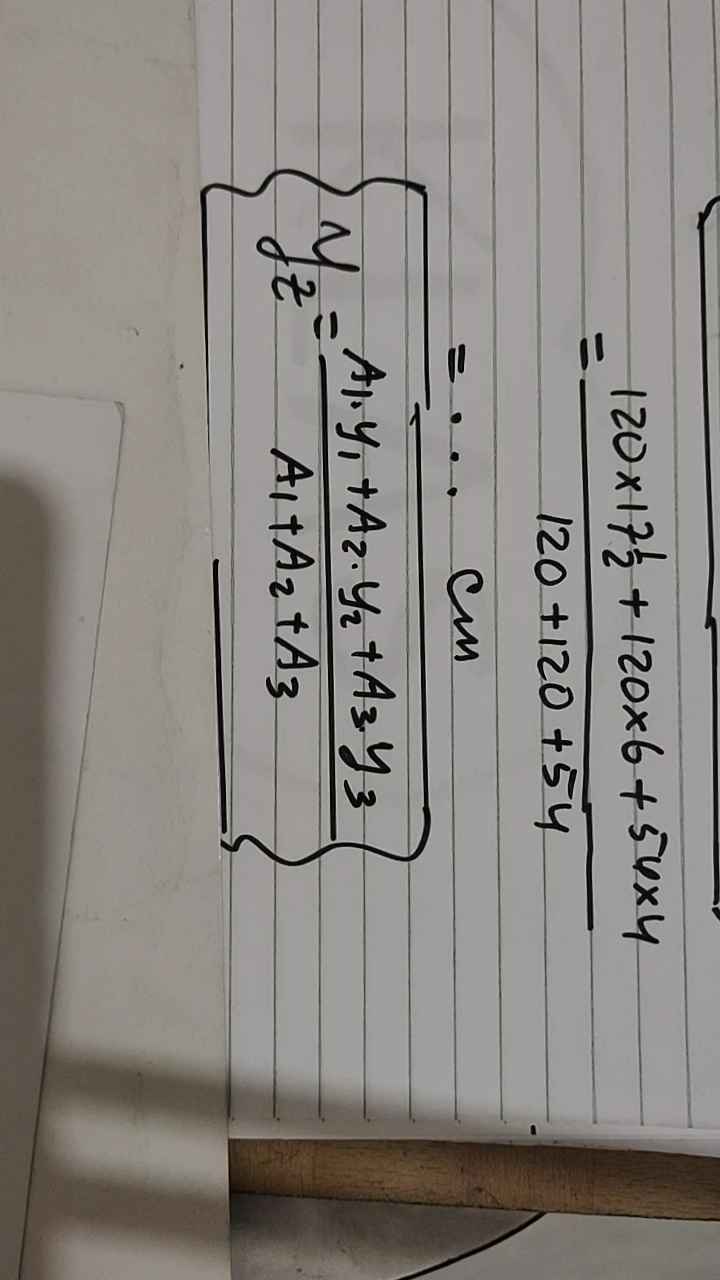 120×17½ + 120×6 + 54×4
=
120 + 120 + 54
= ... cm
A₁.y₁ + A₂.y₂ + A₃.y₃
yz =
A₁ + A₂ + A₃